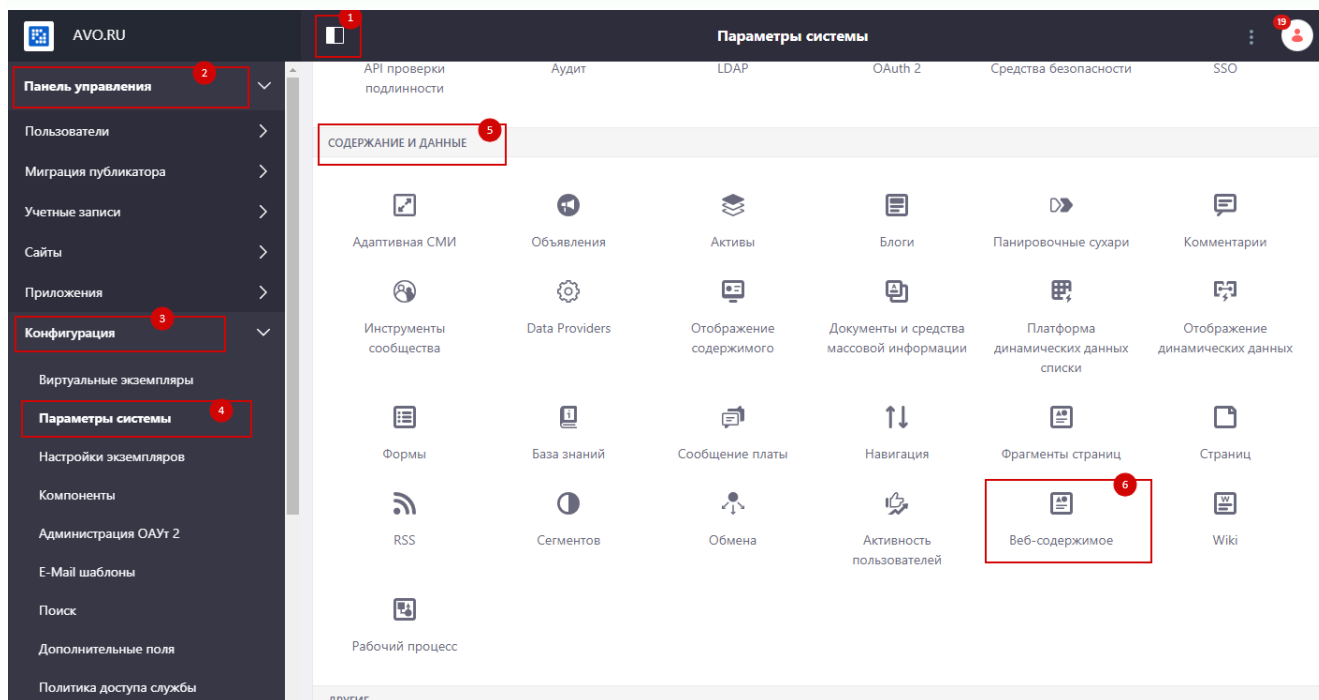 AVO.RU
1
Параметры системы
19
Панель управления
2
Пользователи
Миграция публикатора
Учетные записи
Сайты
Приложения
3
Конфигурация
Виртуальные экземпляры
Параметры системы
4
Настройки экземпляров
Компоненты
Администрация ОАУт 2
E-Mail шаблоны
Поиск
Дополнительные поля
Политика доступа службы
API проверки
подлинности
Аудит
LDAP
OAuth 2
Средства безопасности
SSO
СОДЕРЖАНИЕ И ДАННЫЕ
5
Адаптивная СМИ
Объявления
Активы
Блоги
Панировочные сухари
Комментарии
Инструменты
сообщества
Data Providers
Отображение
содержимого
Документы и средства
массовой информации
Платформа
динамических данных
списки
Отображение
динамических данных
Формы
База знаний
Сообщение платы
Навигация
Фрагменты страниц
Страниц
RSS
Сегментов
Обмена
Активность
пользователей
6
Веб-содержимое
Wiki
Рабочий процесс
ДРУГИЕ